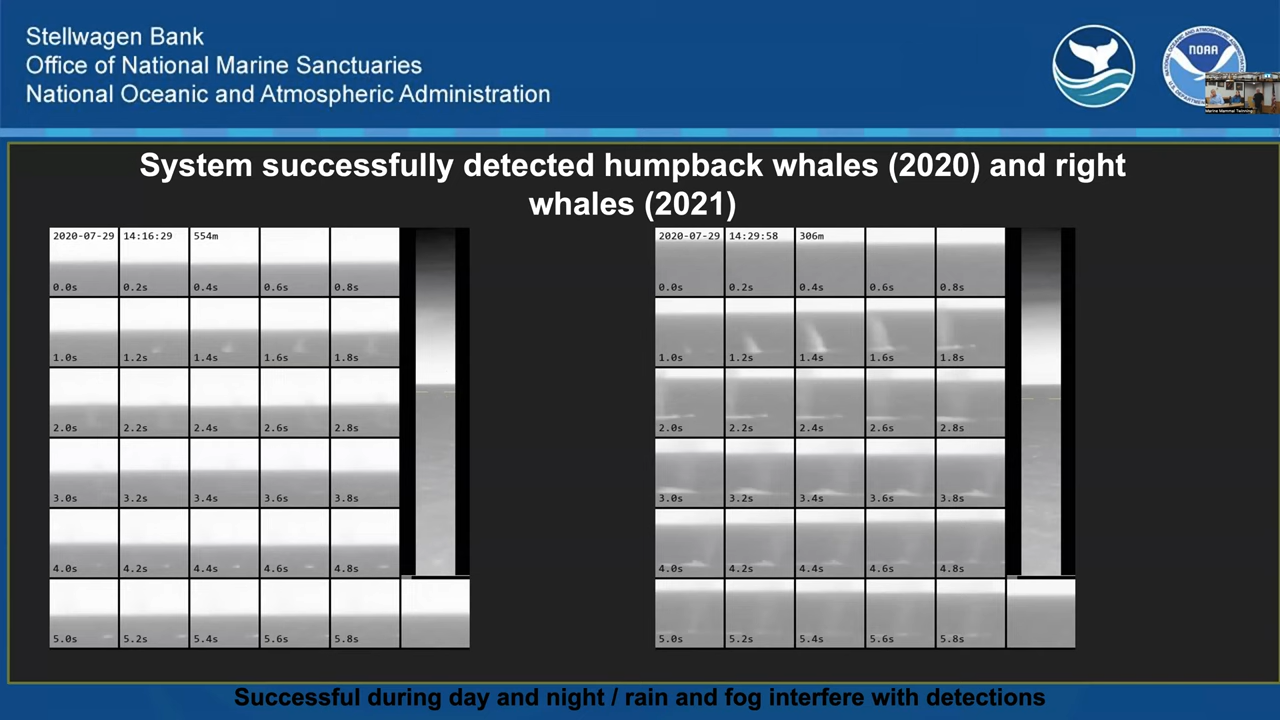 Stellwagen Bank
Office of National Marine Sanctuaries
National Oceanic and Atmospheric Administration
NOAA
Marine Mammal Twinning
System successfully detected humpback whales (2020) and right
whales (2021)
2020-07-29 14:16:29 554m
0.0s 0.2s 0.4s 0.6s 0.8s
1.0s 1.2s 1.4s 1.6s 1.8s
2.0s 2.2s 2.4s 2.6s 2.8s
3.0s 3.2s 3.4s 3.6s 3.8s
4.0s 4.2s 4.4s 4.6s 4.8s
5.0s 5.2s 5.4s 5.6s 5.8s
2020-07-29 14:29:58 306m
0.0s 0.2s 0.4s 0.6s 0.8s
1.0s 1.2s 1.4s 1.6s 1.8s
2.0s 2.2s 2.4s 2.6s 2.8s
3.0s 3.2s 3.4s 3.6s 3.8s
4.0s 4.2s 4.4s 4.6s 4.8s
5.0s 5.2s 5.4s 5.6s 5.8s
Successful during day and night / rain and fog interfere with detections